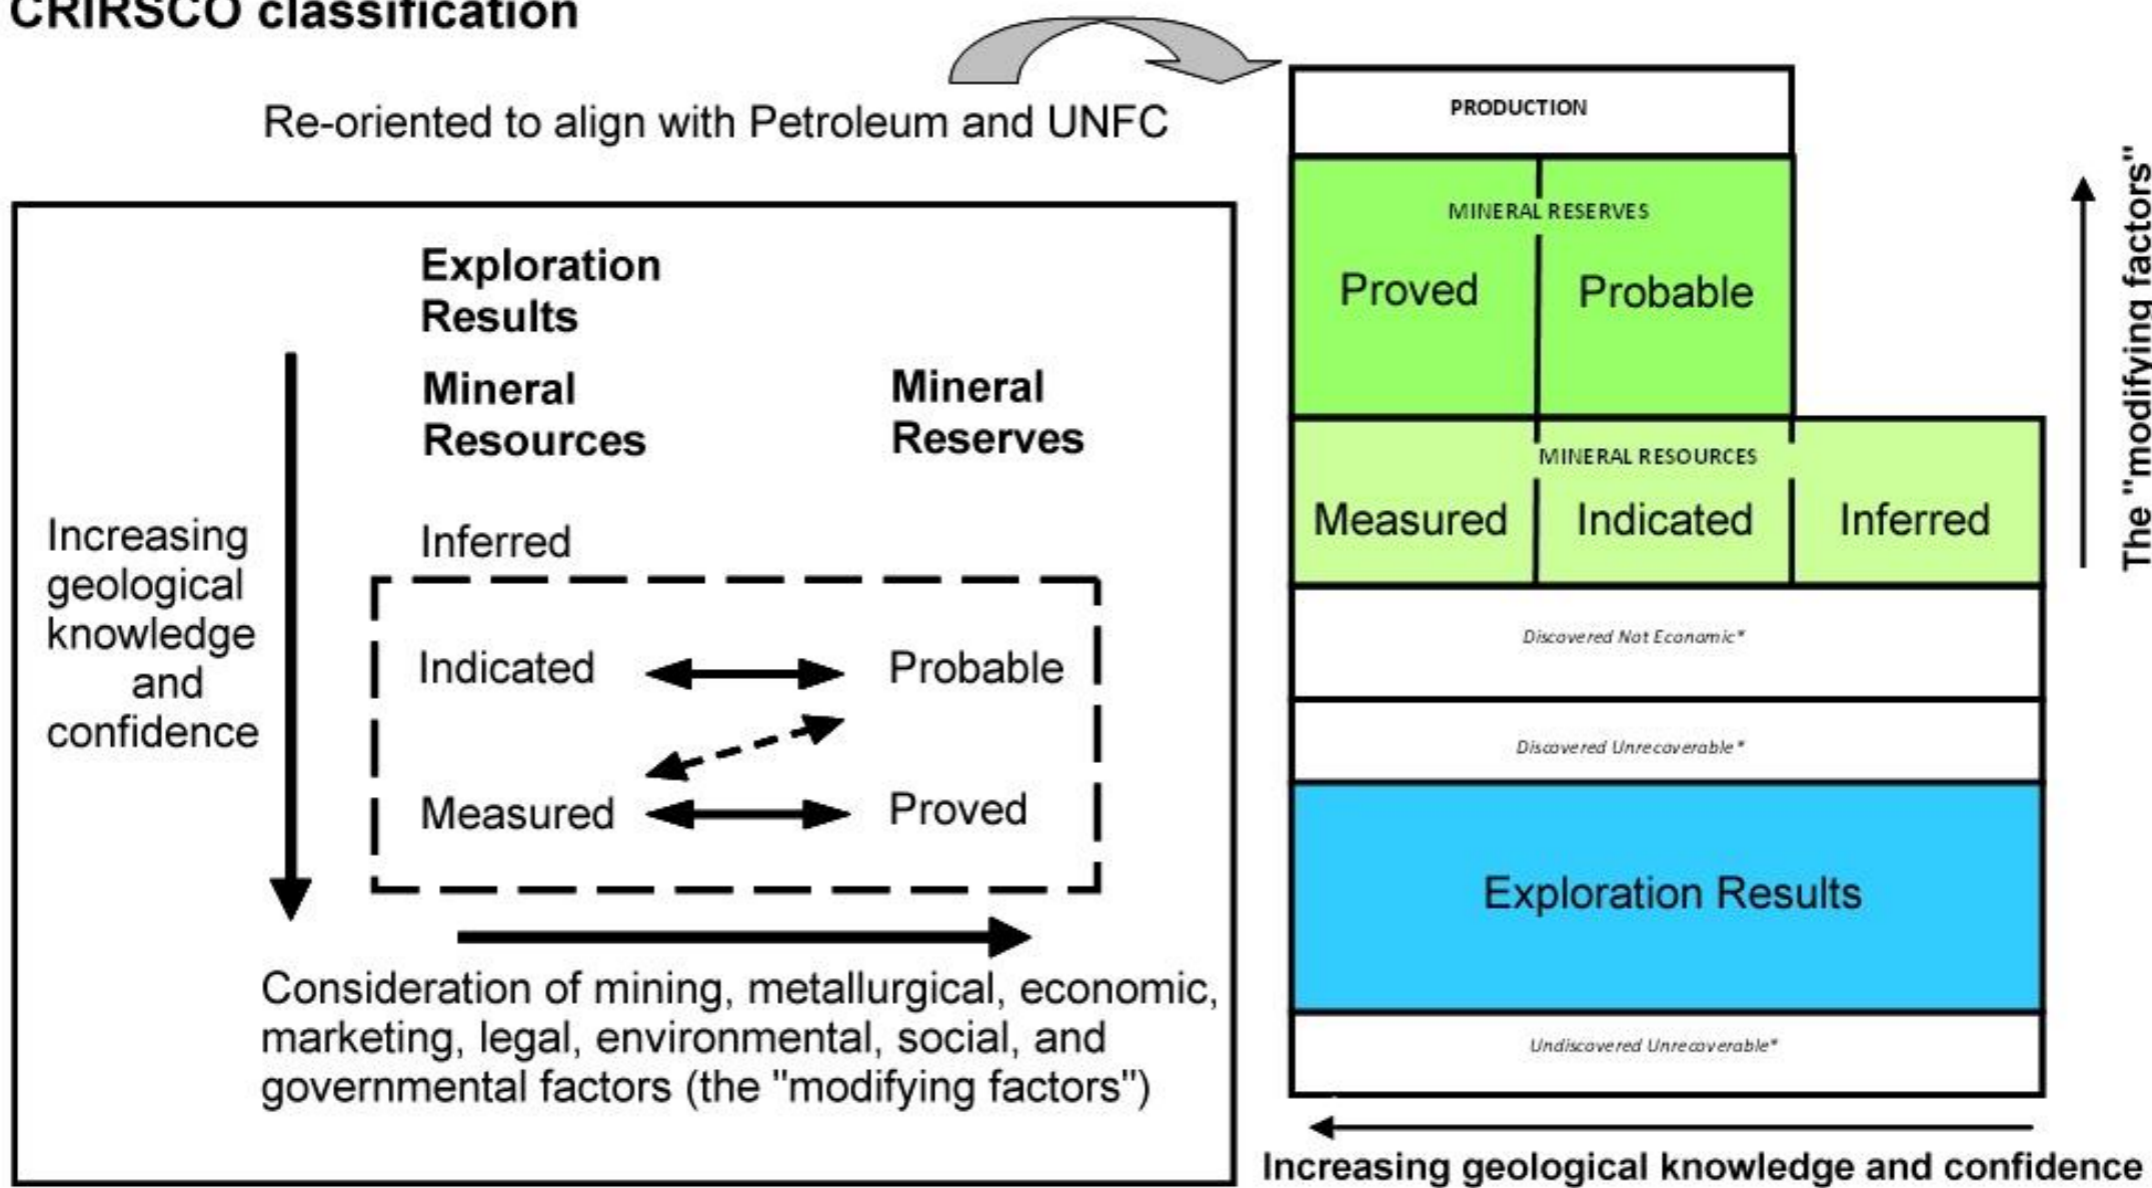 CRIRSCO classification
Re-oriented to align with Petroleum and UNFC
Exploration
Results
Mineral
Resources
Mineral
Reserves
Increasing
geological
knowledge
and
confidence
Inferred
Indicated
Probable
Measured
Proved
Consideration of mining, metallurgical, economic,
marketing, legal, environmental, social, and
governmental factors (the "modifying factors")
PRODUCTION
MINERAL RESERVES
Proved
Probable
MINERAL RESOURCES
Measured
Indicated
Inferred
Discovered Not Economic*
Discovered Unrecoverable*
Exploration Results
Undiscovered Unrecoverable*
The "modifying factors"
Increasing geological knowledge and confidence